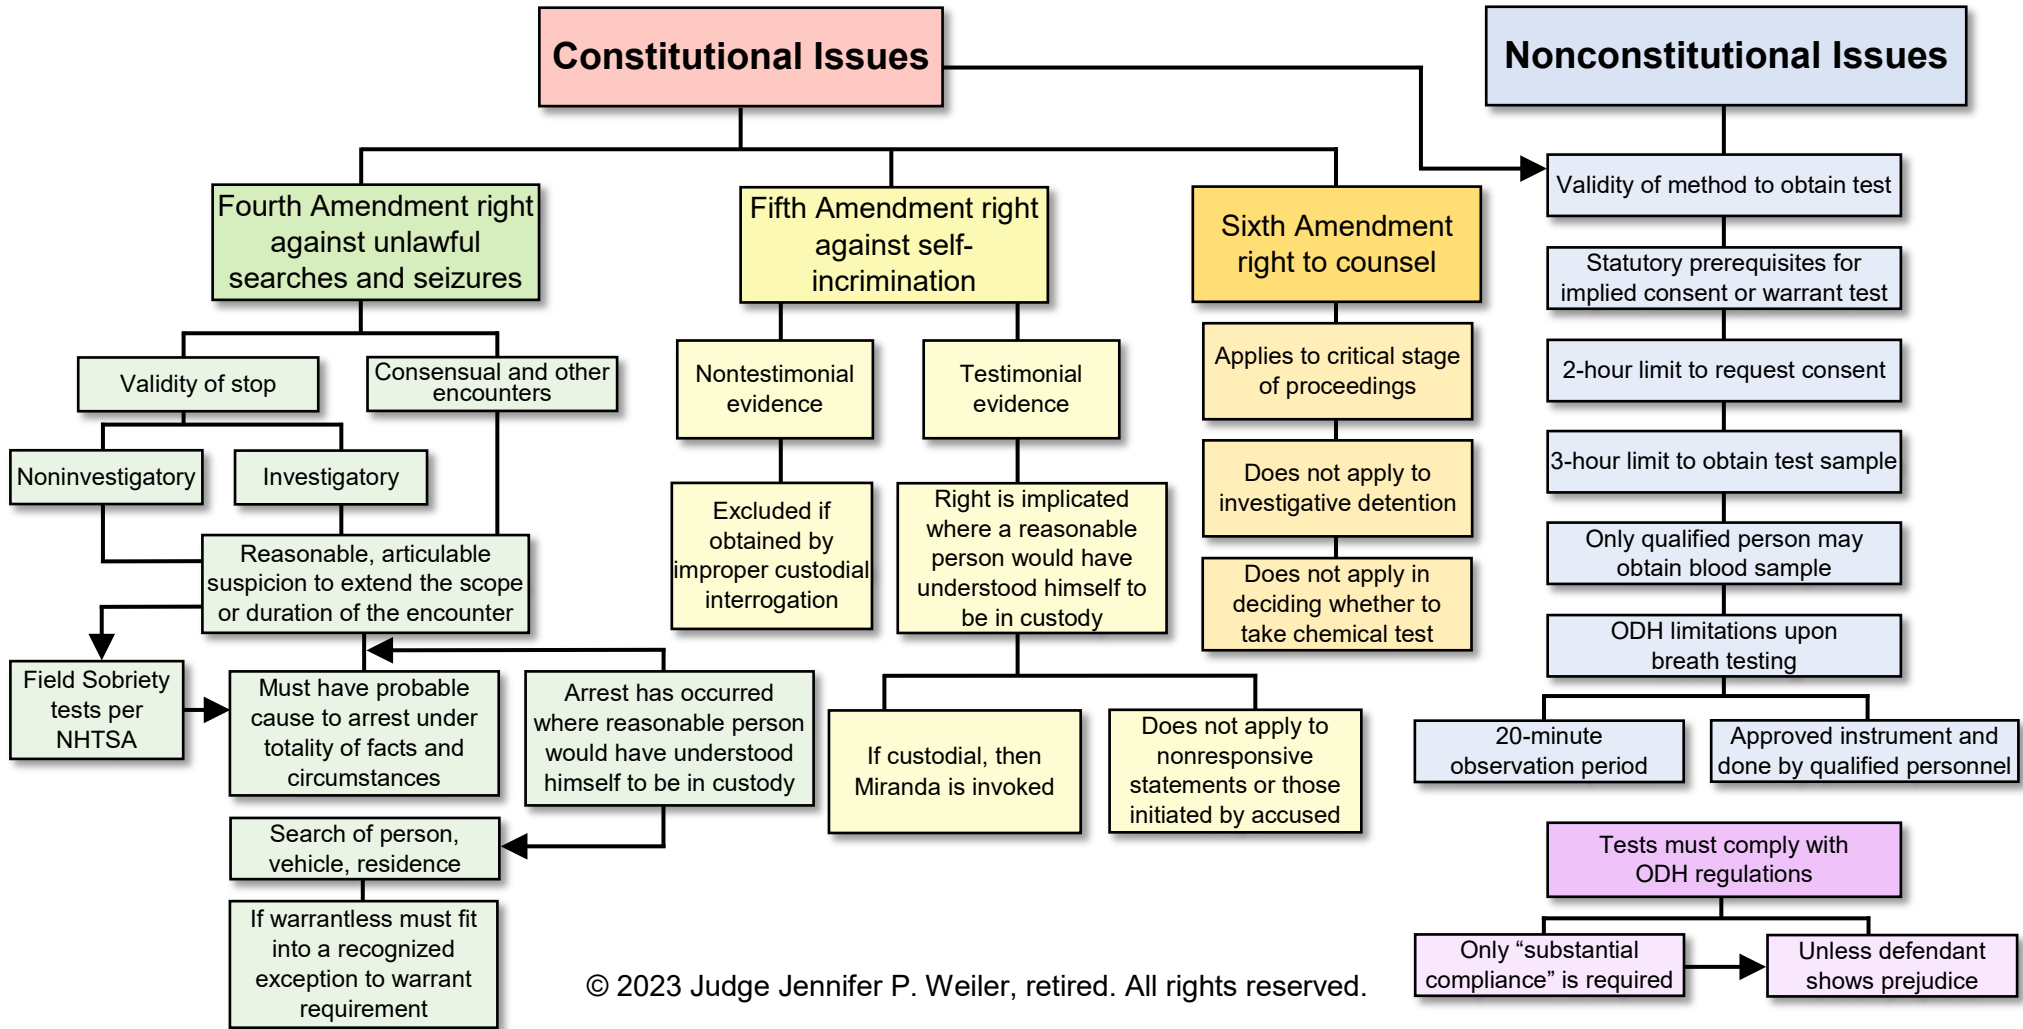 Constitutional Issues
Nonconstitutional Issues
Fourth Amendment right
against unlawful
searches and seizures
Validity of stop
Consensual and other
encounters
Noninvestigatory
Investigatory
Reasonable, articulable
suspicion to extend the scope
or duration of the encounter
Field Sobriety
tests per
NHTSA
Must have probable
cause to arrest under
totality of facts and
circumstances
Arrest has occurred
where reasonable person
would have understood
himself to be in custody
Search of person,
vehicle, residence
If warrantless must fit
into a recognized
exception to warrant
requirement
Fifth Amendment right
against self-
incrimination
Nontestimonial
evidence
Excluded if
obtained by
improper custodial
interrogation
Testimonial
evidence
Right is implicated
where a reasonable
person would have
understood himself to
be in custody
If custodial, then
Miranda is invoked
Does not apply to
nonresponsive
statements or those
initiated by accused
Sixth Amendment
right to counsel
Applies to critical stage
of proceedings
Does not apply to
investigative detention
Does not apply in
deciding whether to
take chemical test
Validity of method to obtain test
Statutory prerequisites for
implied consent or warrant test
2-hour limit to request consent
3-hour limit to obtain test sample
Only qualified person may
obtain blood sample
ODH limitations upon
breath testing
20-minute
observation period
Approved instrument and
done by qualified personnel
Tests must comply with
ODH regulations
Only “substantial
compliance” is required
Unless defendant
shows prejudice
© 2023 Judge Jennifer P. Weiler, retired. All rights reserved.